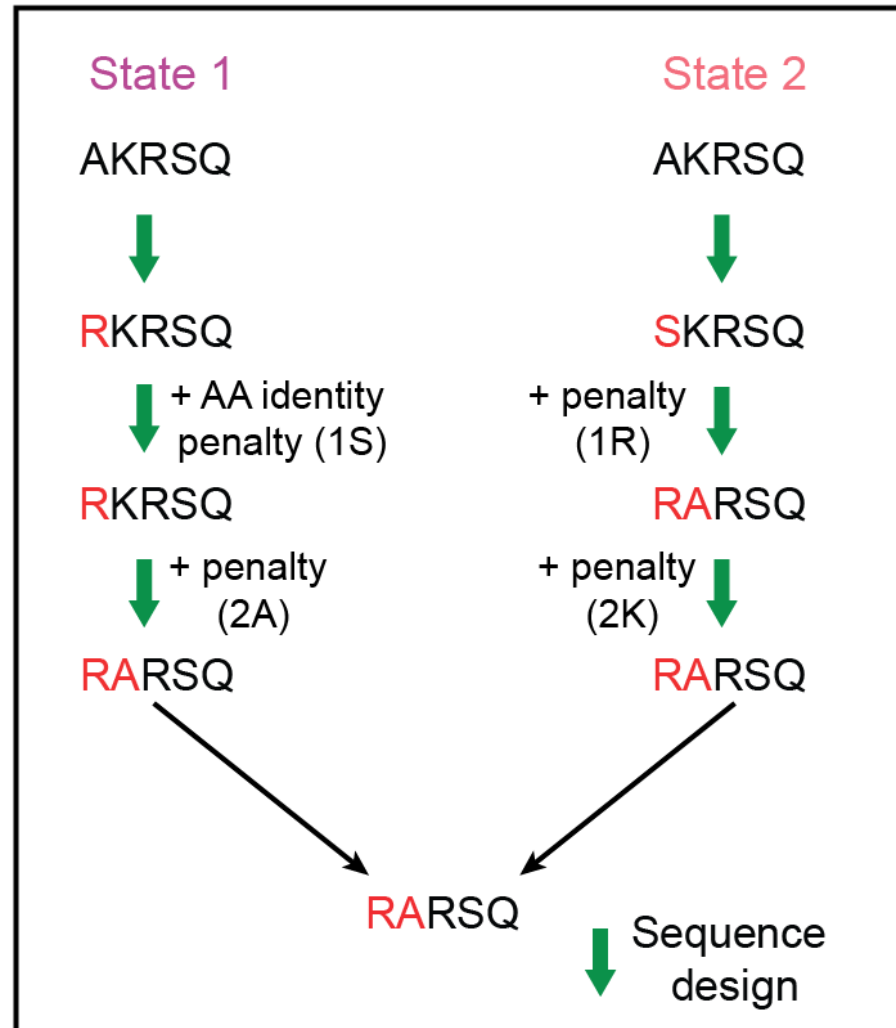 State 1
State 2
AKRSQ
AKRSQ
RKRSQ
SKRSQ
+ AA identity
penalty (1S)
+ penalty
(1R)
RKRSQ
RARSQ
+ penalty
(2A)
+ penalty
(2K)
RARSQ
RARSQ
RARSQ
Sequence
design